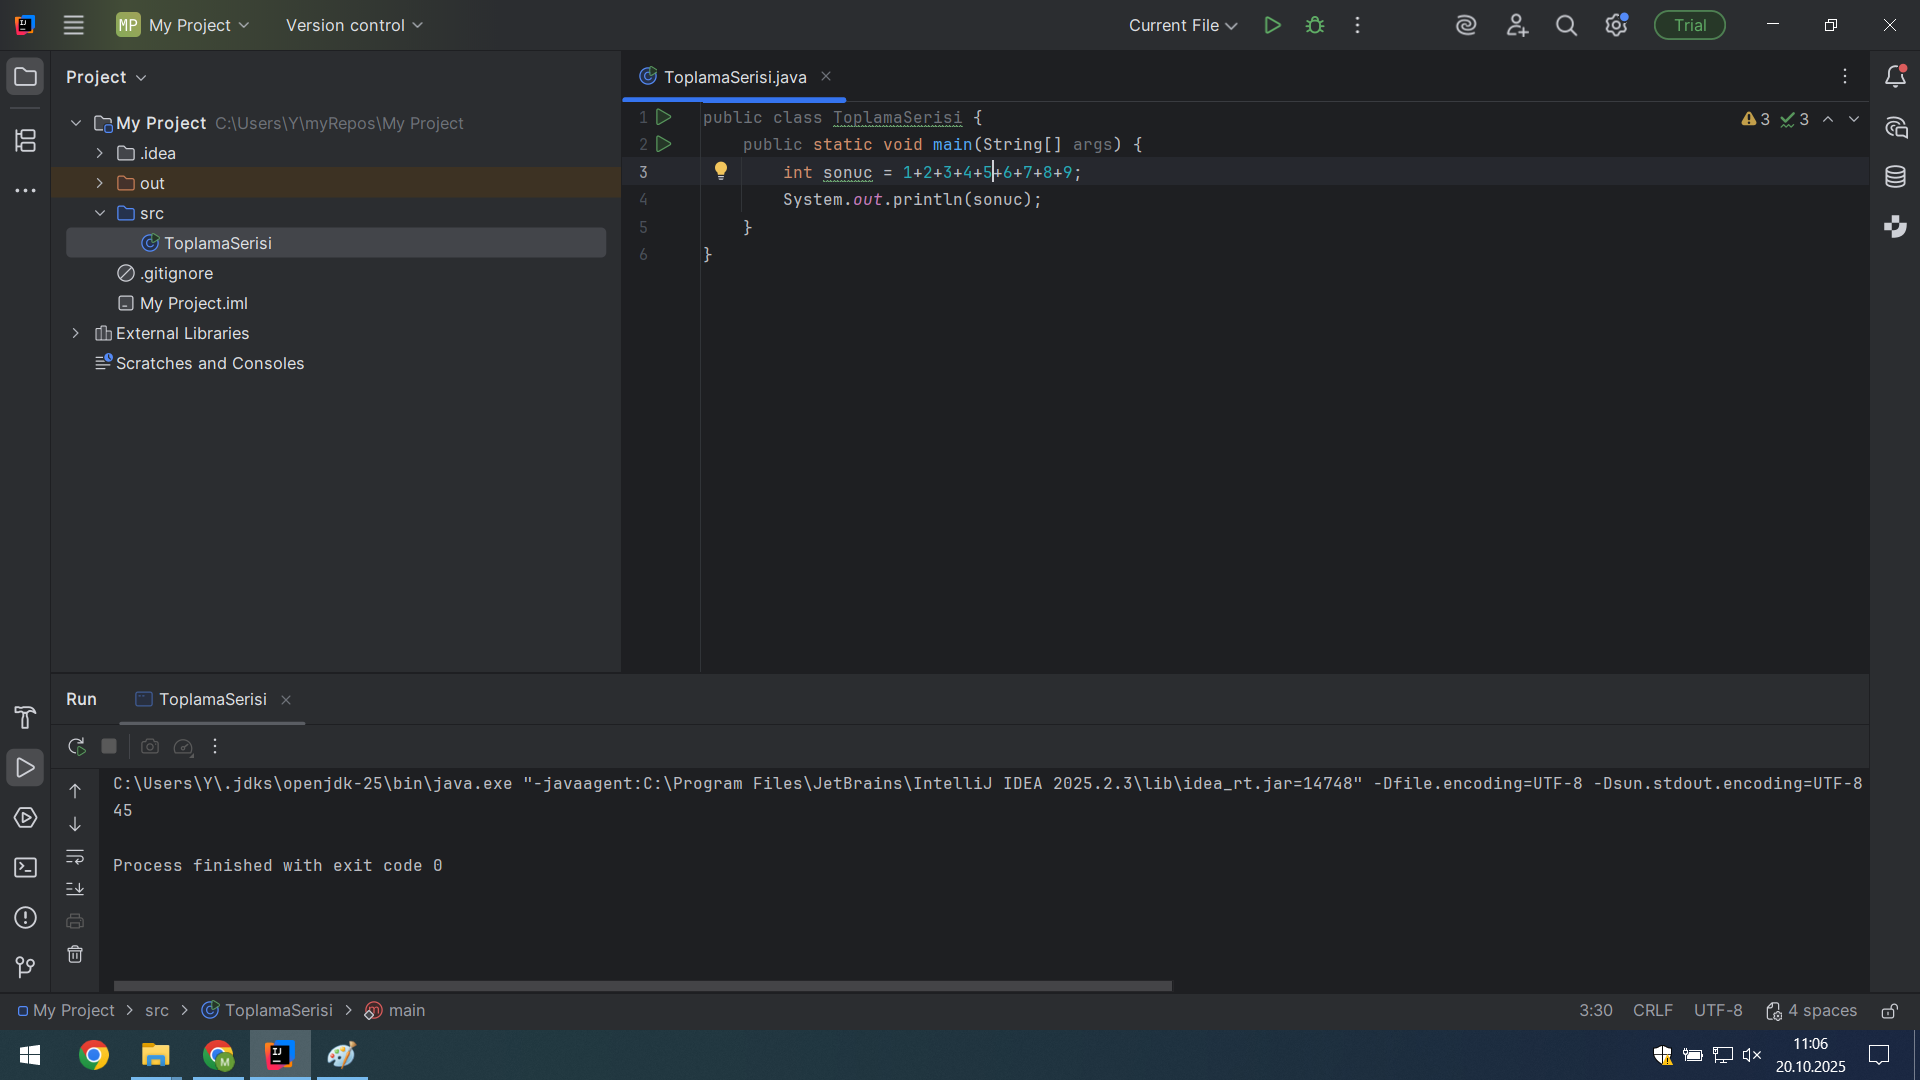 MP My Project
Version control
Current File
Trial
Project
My Project C:\Users\Y\myRepos\My Project
.idea
out
src
ToplamaSerisi
.gitignore
My Project.iml
External Libraries
Scratches and Consoles
ToplamaSerisi.java
1 public class ToplamaSerisi {
2 public static void main(String[] args) {
3 int sonuc = 1+2+3+4+5+6+7+8+9;
4 System.out.println(sonuc);
5 }
6 }
3 3
Run ToplamaSerisi
C:\Users\Y\.jdks\openjdk-25\bin\java.exe "-javaagent:C:\Program Files\JetBrains\IntelliJ IDEA 2025.2.3\lib\idea_rt.jar=14748" -Dfile.encoding=UTF-8 -Dsun.stdout.encoding=UTF-8
45
Process finished with exit code 0
My Project > src > ToplamaSerisi > main
3:30 CRLF UTF-8 4 spaces
11:06
20.10.2025